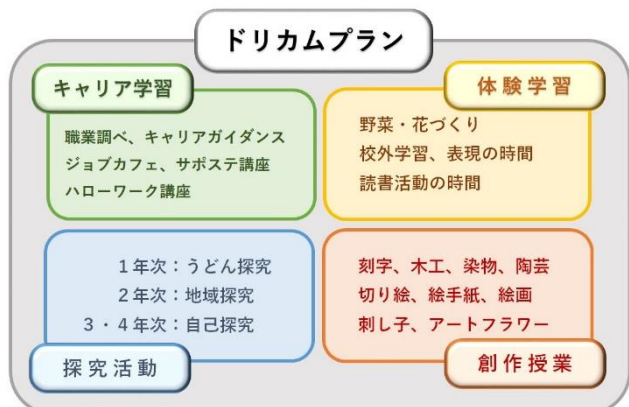 ドリカムプラン
キャリア学習
職業調べ、キャリアガイダンス
ジョブカフェ、サポステ講座
ハローワーク講座
体験学習
野菜・花づくり
校外学習、表現の時間
読書活動の時間
1年次：うどん探究
2年次：地域探究
3・4年次：自己探究
探究活動
刻字、木工、染物、陶芸
切り絵、絵手紙、絵画
刺し子、アートフラワー
創作授業